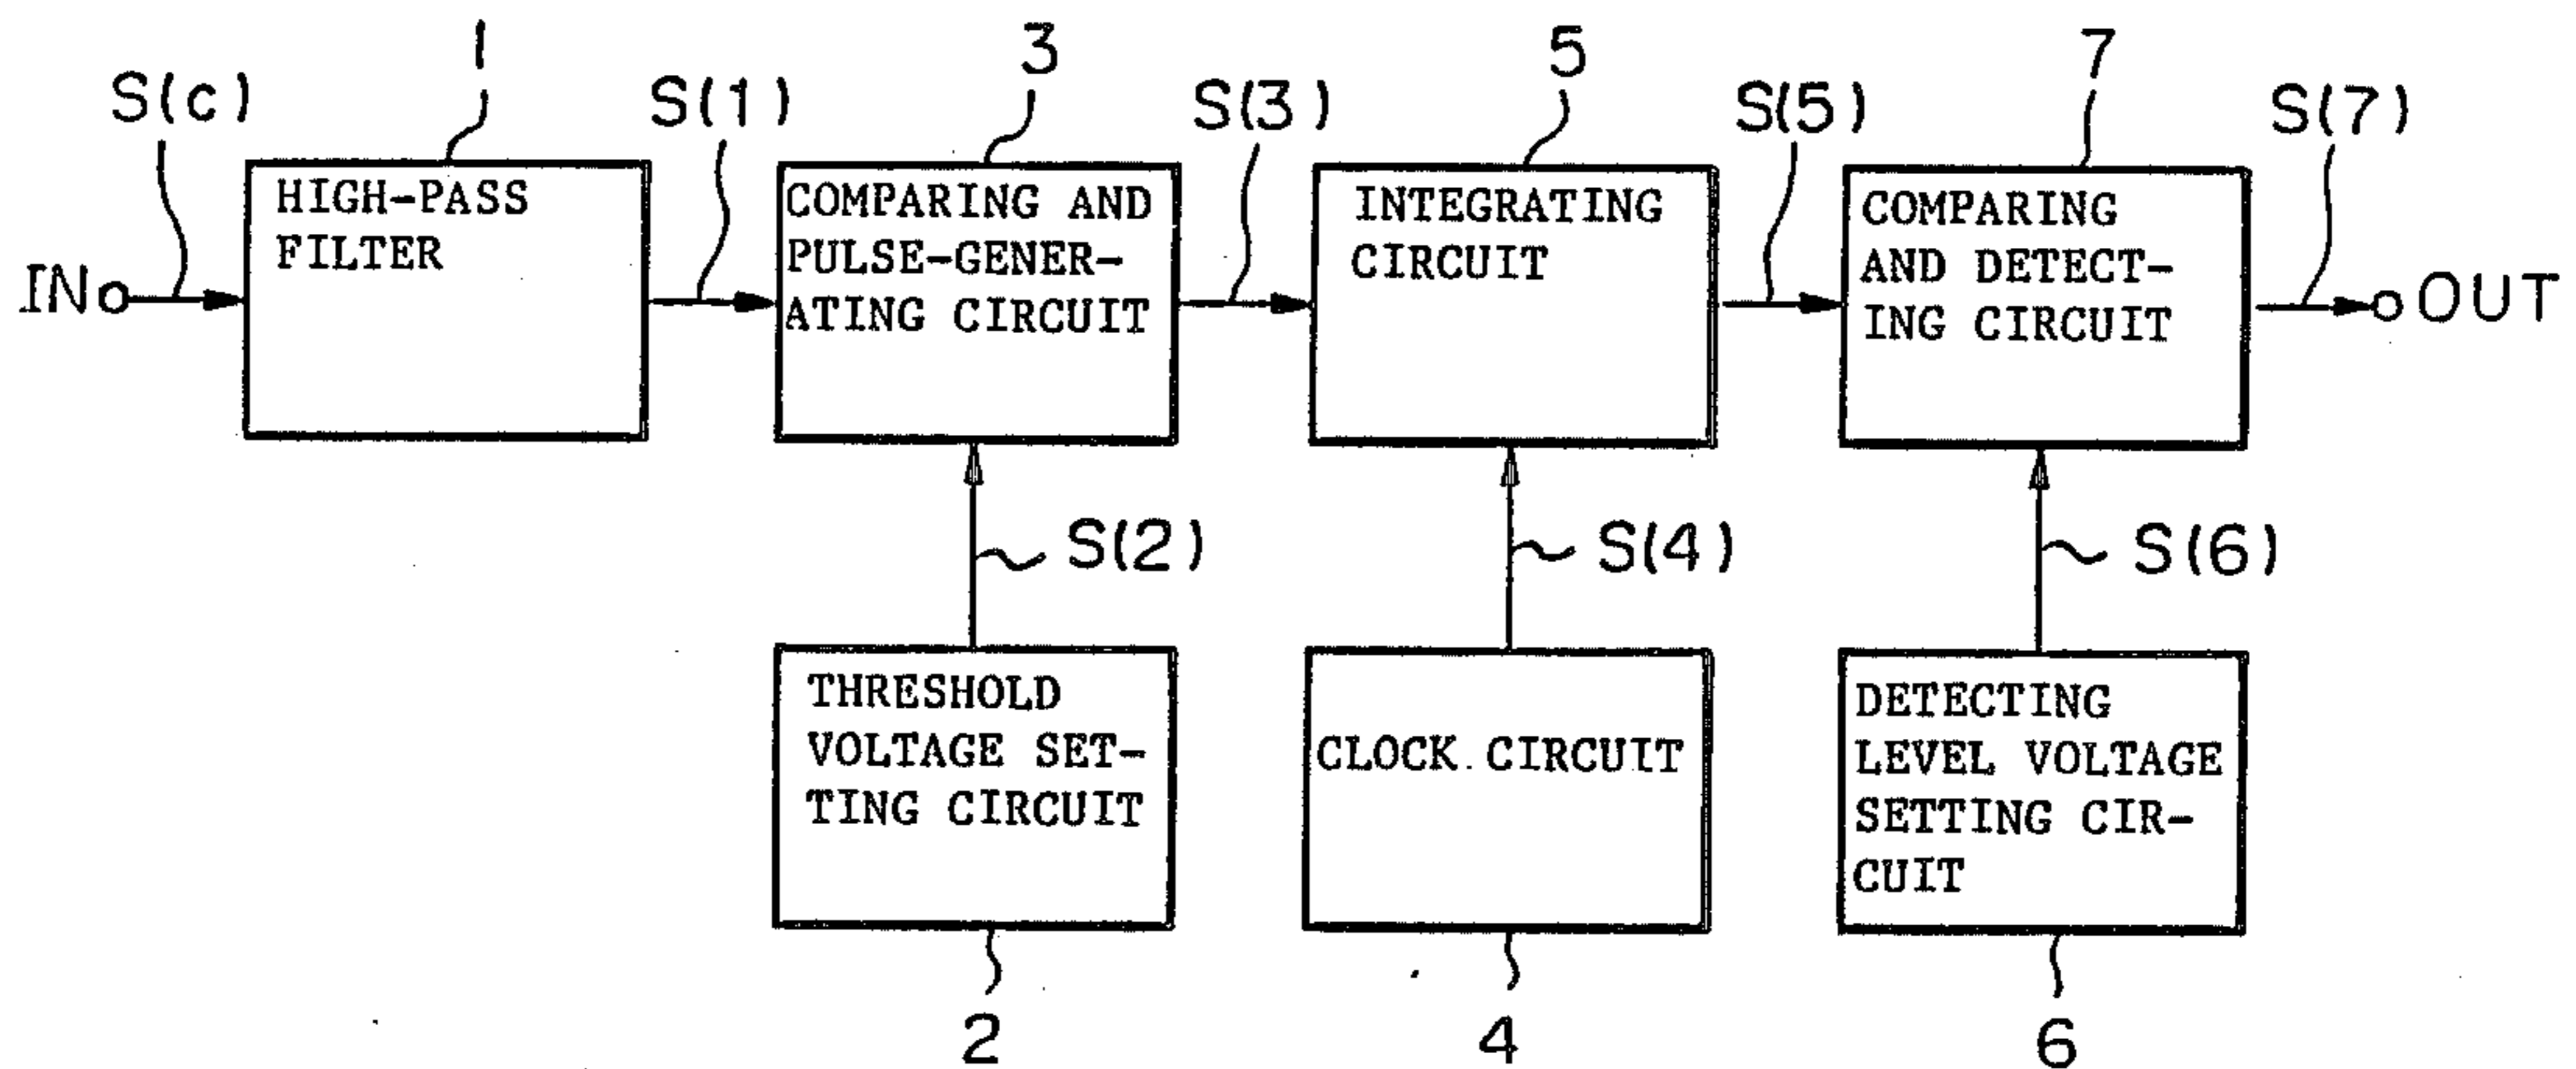 1
3
5
7
S(c)
S(1)
S(3)
S(5)
S(7)
IN
HIGH-PASS
FILTER
COMPARING AND
PULSE-GENER-
ATING CIRCUIT
INTEGRATING
CIRCUIT
COMPARING
AND DETECT-
ING CIRCUIT
OUT
S(2)
S(4)
S(6)
THRESHOLD
VOLTAGE SET-
TING CIRCUIT
CLOCK CIRCUIT
DETECTING
LEVEL VOLTAGE
SETTING CIR-
CUIT
2
4
6